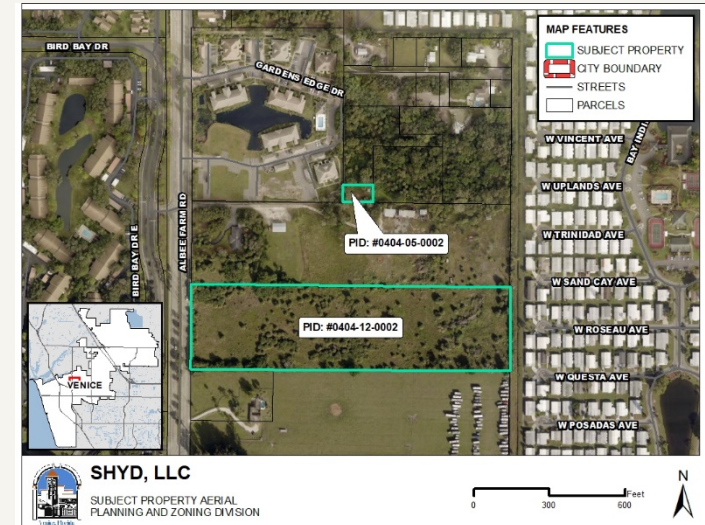 BIRD BAY DR
GARDENS EDGE DR
ALBEE FARM RD
BIRD BAY DR E
MAP FEATURES
SUBJECT PROPERTY
CITY BOUNDARY
STREETS
PARCELS
W VINCENT AVE
W UPLANDS AVE
W TRINIDAD AVE
W SAND CAY AVE
W ROSEAU AVE
W QUESTA AVE
W POSADAS AVE
PID: #0404-05-0002
PID: #0404-12-0002
VENICE
SHYD, LLC
SUBJECT PROPERTY AERIAL
PLANNING AND ZONING DIVISION
Feet
0 300 600
N